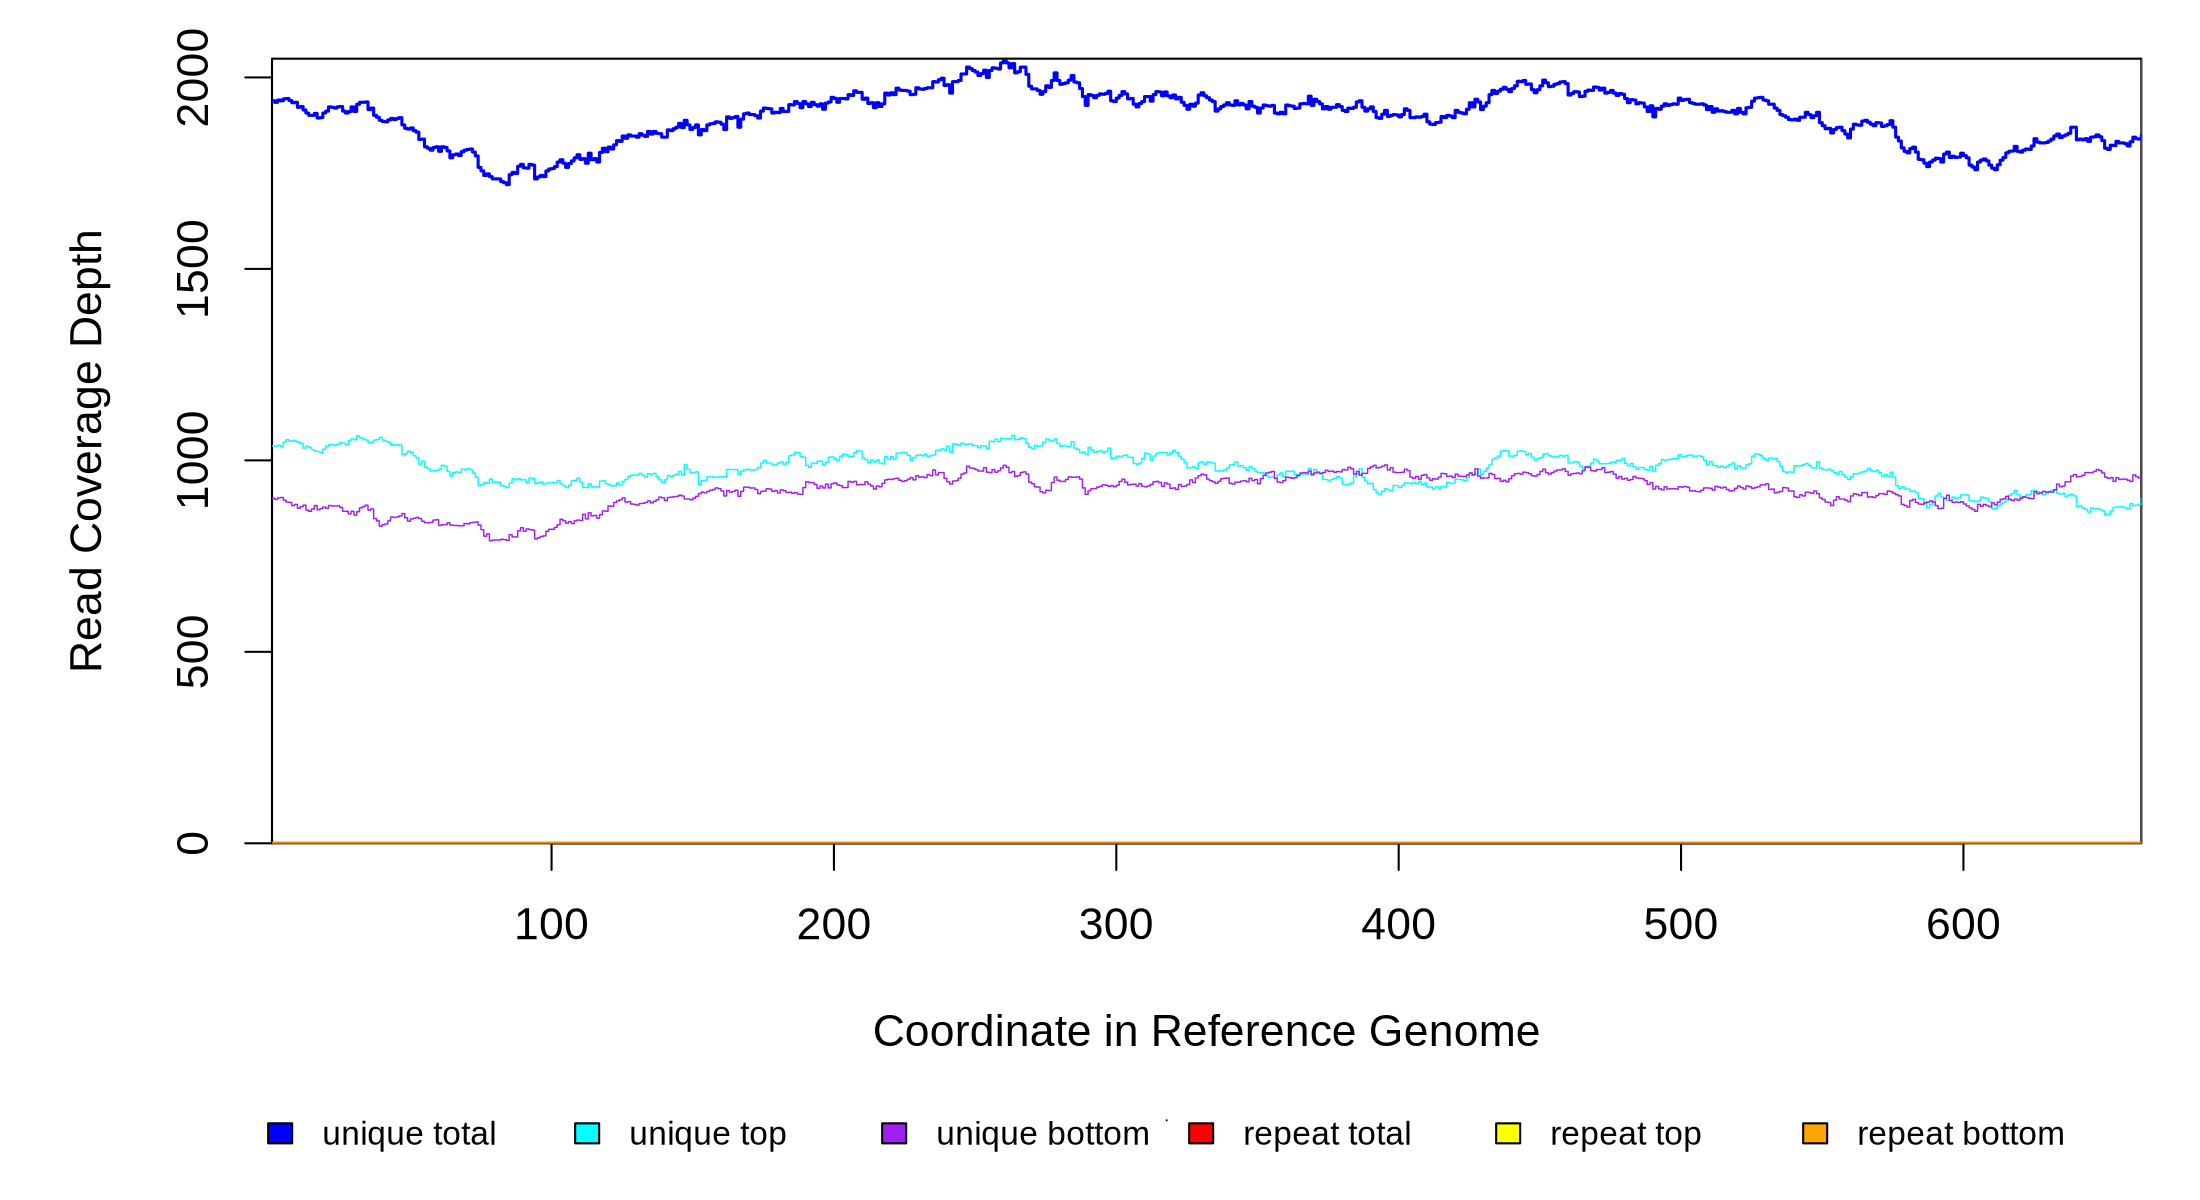 2000
1500
1000
500
0
Read Coverage Depth
100 200 300 400 500 600
Coordinate in Reference Genome
unique total unique top unique bottom repeat total repeat top repeat bottom